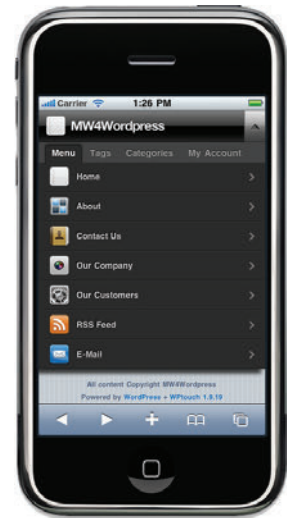 Carrier 1:26 PM
MW4Wordpress
Menu Tags Categories My Account
Home
About
Contact Us
Our Company
Our Customers
RSS Feed
E-Mail
All content Copyright MW4Wordpress
Powered by WordPress + WPtouch 1.9.19